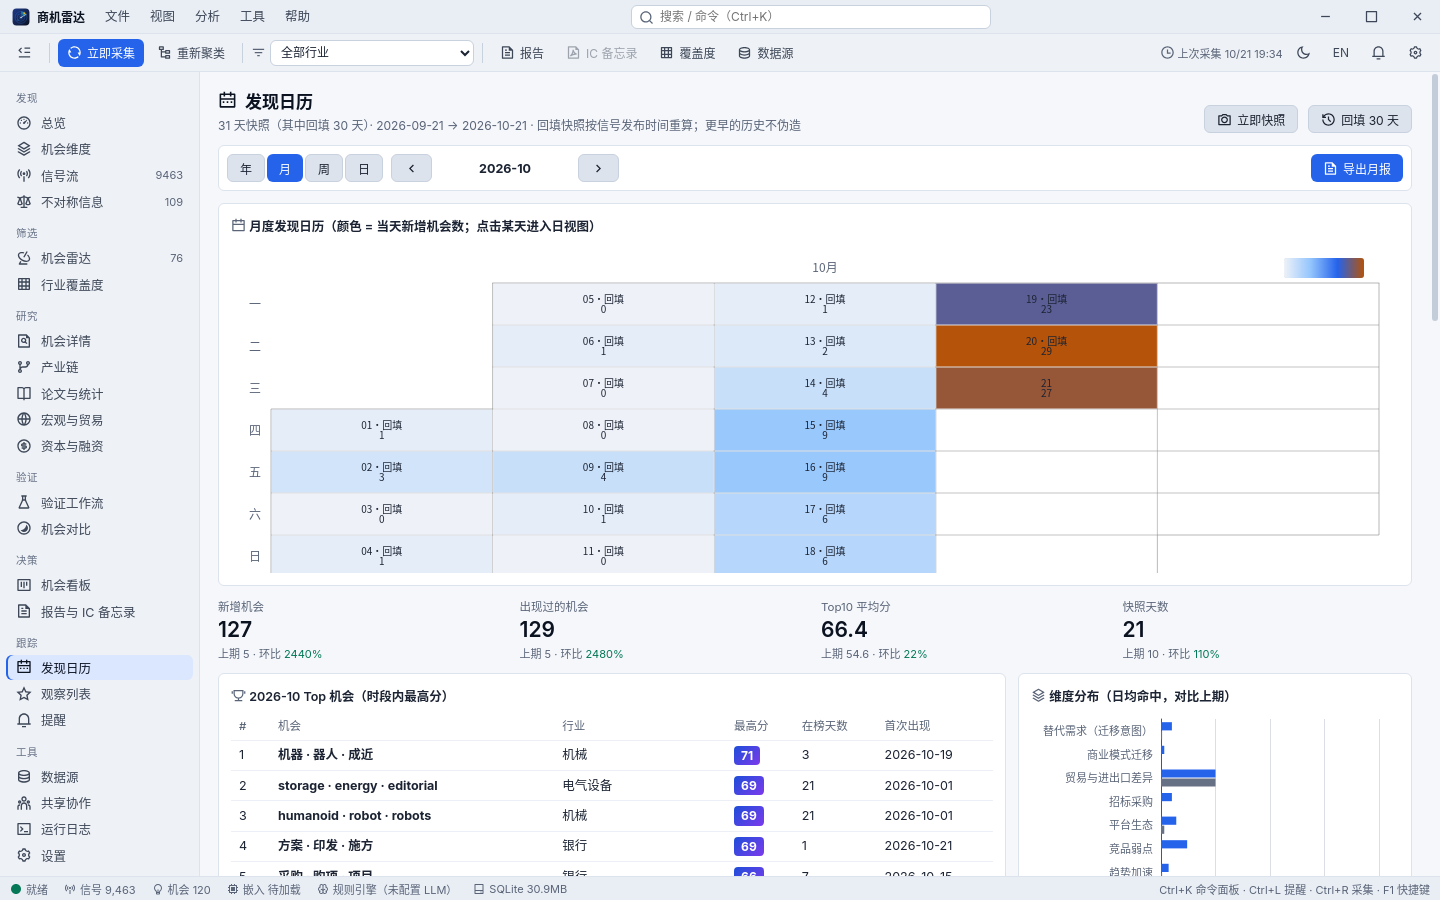 商机雷达 文件 视图 分析 工具 帮助 搜索 / 命令（Ctrl+K）
立即采集 重新聚类 全部行业 报告 IC 备忘录 覆盖度 数据源 上次采集 10/21 19:34 EN
发现
总览
机会维度
信号流 9463
不对称信息 109
筛选
机会雷达 76
行业覆盖度
研究
机会详情
产业链
论文与统计
宏观与贸易
资本与融资
验证
验证工作流
机会对比
决策
机会看板
报告与 IC 备忘录
跟踪
发现日历
观察列表
提醒
工具
数据源
共享协作
运行日志
设置
发现日历
31 天快照（其中回填 30 天）· 2026-09-21 → 2026-10-21 · 回填快照按信号发布时间重算；更早的历史不伪造
立即快照 回填 30 天
年 月 周 日 2026-10 导出月报
月度发现日历（颜色 = 当天新增机会数；点击某天进入日视图）
10月
一 05 · 回填 12 · 回填 19 · 回填
0 1 23
二 06 · 回填 13 · 回填 20 · 回填
1 2 29
三 07 · 回填 14 · 回填 21
0 4 27
四 01 · 回填 08 · 回填 15 · 回填
1 0 9
五 02 · 回填 09 · 回填 16 · 回填
3 4 9
六 03 · 回填 10 · 回填 17 · 回填
0 1 6
日 04 · 回填 11 · 回填 18 · 回填
1 0 6
新增机会 出现过的机会 Top10 平均分 快照天数
127 129 66.4 21
上期 5 · 环比 2440% 上期 5 · 环比 2480% 上期 54.6 · 环比 22% 上期 10 · 环比 110%
2026-10 Top 机会（时段内最高分）
# 机会 行业 最高分 在榜天数 首次出现
1 机器 · 器人 · 成近 机械 71 3 2026-10-19
2 storage · energy · editorial 电气设备 69 21 2026-10-01
3 humanoid · robot · robots 机械 69 21 2026-10-01
4 方案 · 印发 · 施方 银行 69 1 2026-10-21
5 采购 · 购项 · 项目 银行 66 7 2026-10-15
维度分布（日均命中，对比上期）
替代需求（迁移意图）
商业模式迁移
贸易与进出口差异
招标采购
平台生态
竞品弱点
趋势加速
就绪 信号 9,463 机会 120 嵌入 待加载 规则引擎（未配置 LLM） SQLite 30.9MB Ctrl+K 命令面板 · Ctrl+L 提醒 · Ctrl+R 采集 · F1 快捷键